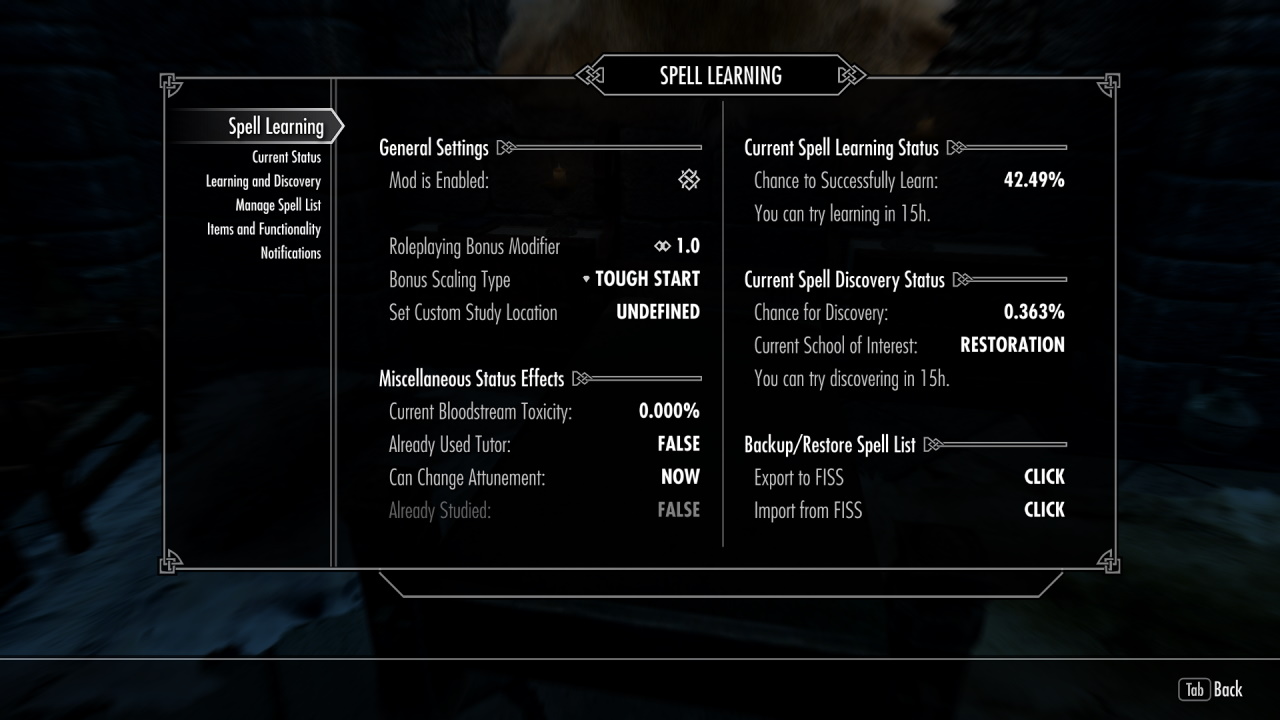 SPELL LEARNING
Spell Learning
Current Status
Learning and Discovery
Manage Spell List
Items and Functionality
Notifications
General Settings
Mod is Enabled:
Roleplaying Bonus Modifier 1.0
Bonus Scaling Type TOUGH START
Set Custom Study Location UNDEFINED
Miscellaneous Status Effects
Current Bloodstream Toxicity: 0.000%
Already Used Tutor: FALSE
Can Change Attunement: NOW
Already Studied: FALSE
Current Spell Learning Status
Chance to Successfully Learn: 42.49%
You can try learning in 15h.
Current Spell Discovery Status
Chance for Discovery: 0.363%
Current School of Interest: RESTORATION
You can try discovering in 15h.
Backup/Restore Spell List
Export to FISS CLICK
Import from FISS CLICK
Tab Back